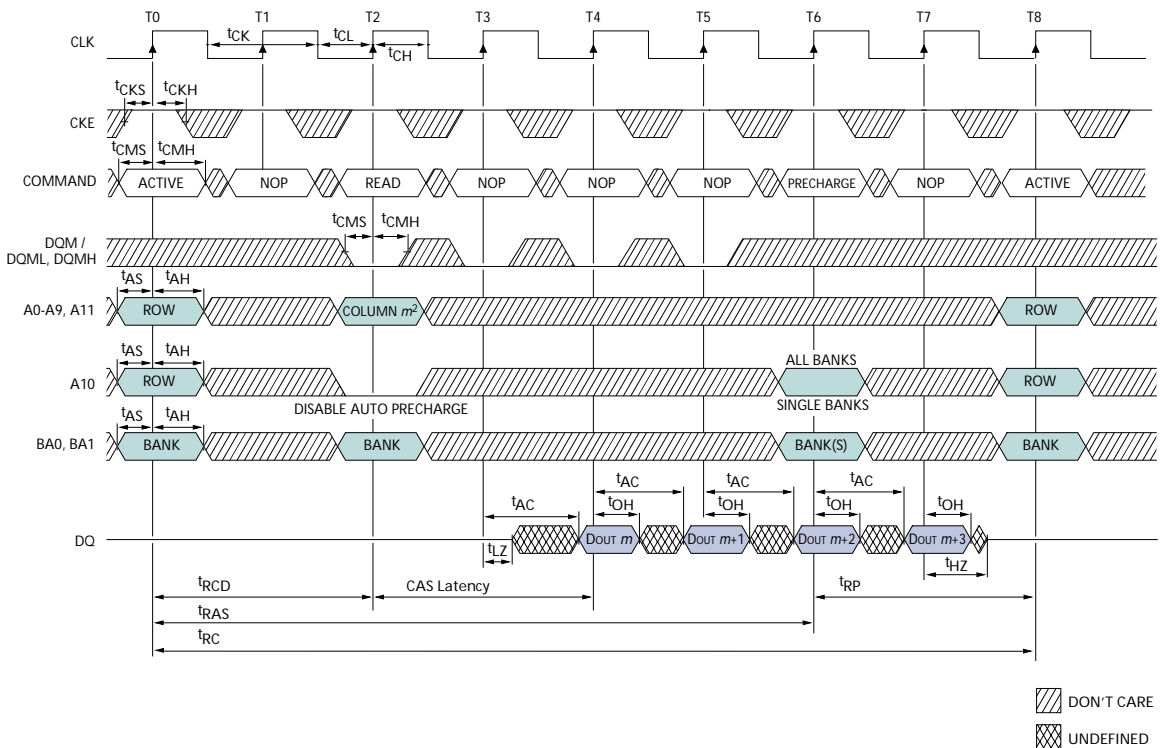 T0 T1 T2 T3 T4 T5 T6 T7 T8
CLK
tCK tCL tCH
tCKS tCKH
CKE
tCMS tCMH
COMMAND ACTIVE NOP READ NOP NOP NOP PRECHARGE NOP ACTIVE
tCMS tCMH
DQM /
DQML, DQMH
tAS tAH
A0-A9, A11 ROW COLUMN m2 ROW
tAS tAH ALL BANKS
A10 ROW ROW
DISABLE AUTO PRECHARGE SINGLE BANKS
tAS tAH
BA0, BA1 BANK BANK BANK(S) BANK
tAC tAC tAC tAC
tOH tOH tOH tOH
DQ DOUT m DOUT m+1 DOUT m+2 DOUT m+3
tLZ tHZ
tRCD CAS Latency tRP
tRAS
tRC
DON'T CARE
UNDEFINED